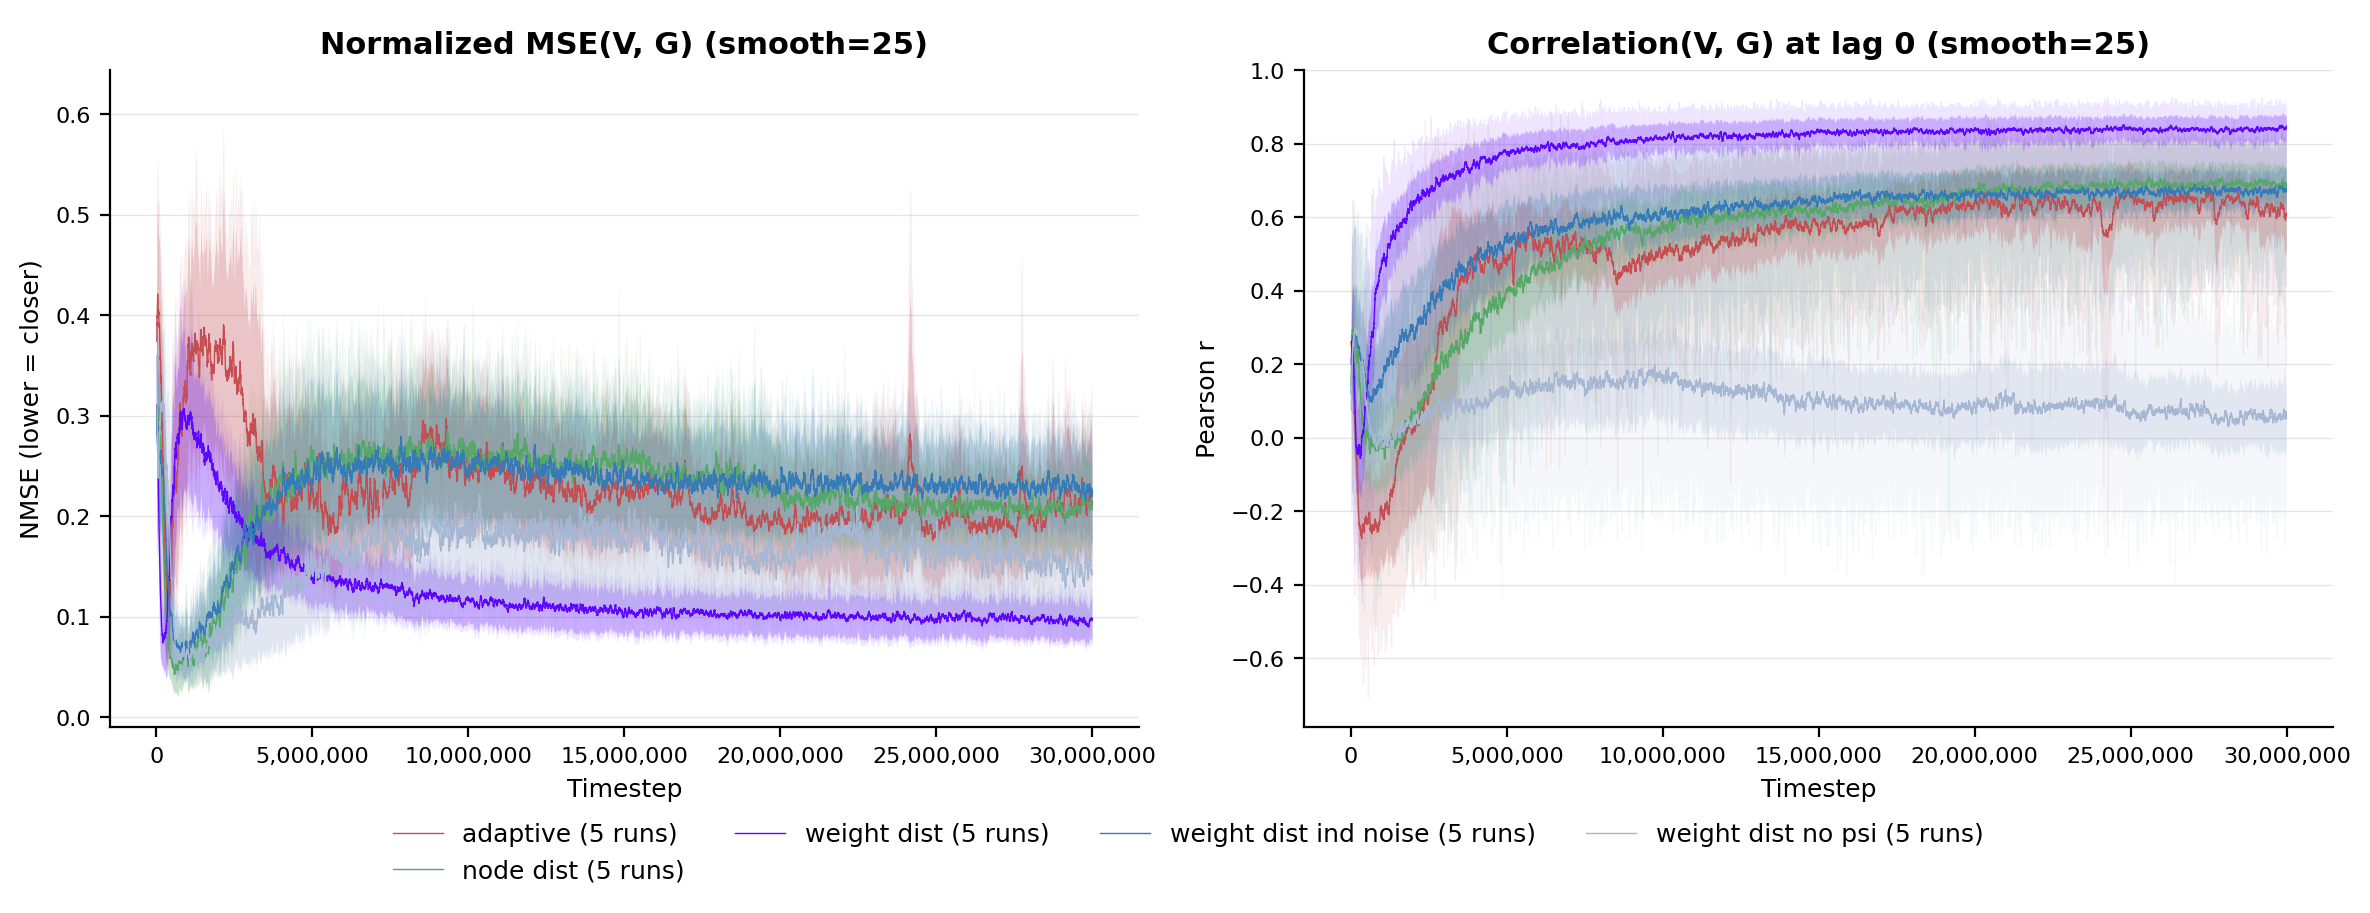 Normalized MSE(V, G) (smooth=25)
NMSE (lower = closer)
0.6
0.5
0.4
0.3
0.2
0.1
0.0
0
5,000,000
10,000,000
15,000,000
20,000,000
25,000,000
30,000,000
Timestep
Correlation(V, G) at lag 0 (smooth=25)
Pearson r
1.0
0.8
0.6
0.4
0.2
0.0
−0.2
−0.4
−0.6
0
5,000,000
10,000,000
15,000,000
20,000,000
25,000,000
30,000,000
Timestep
adaptive (5 runs)
node dist (5 runs)
weight dist (5 runs)
weight dist ind noise (5 runs)
weight dist no psi (5 runs)